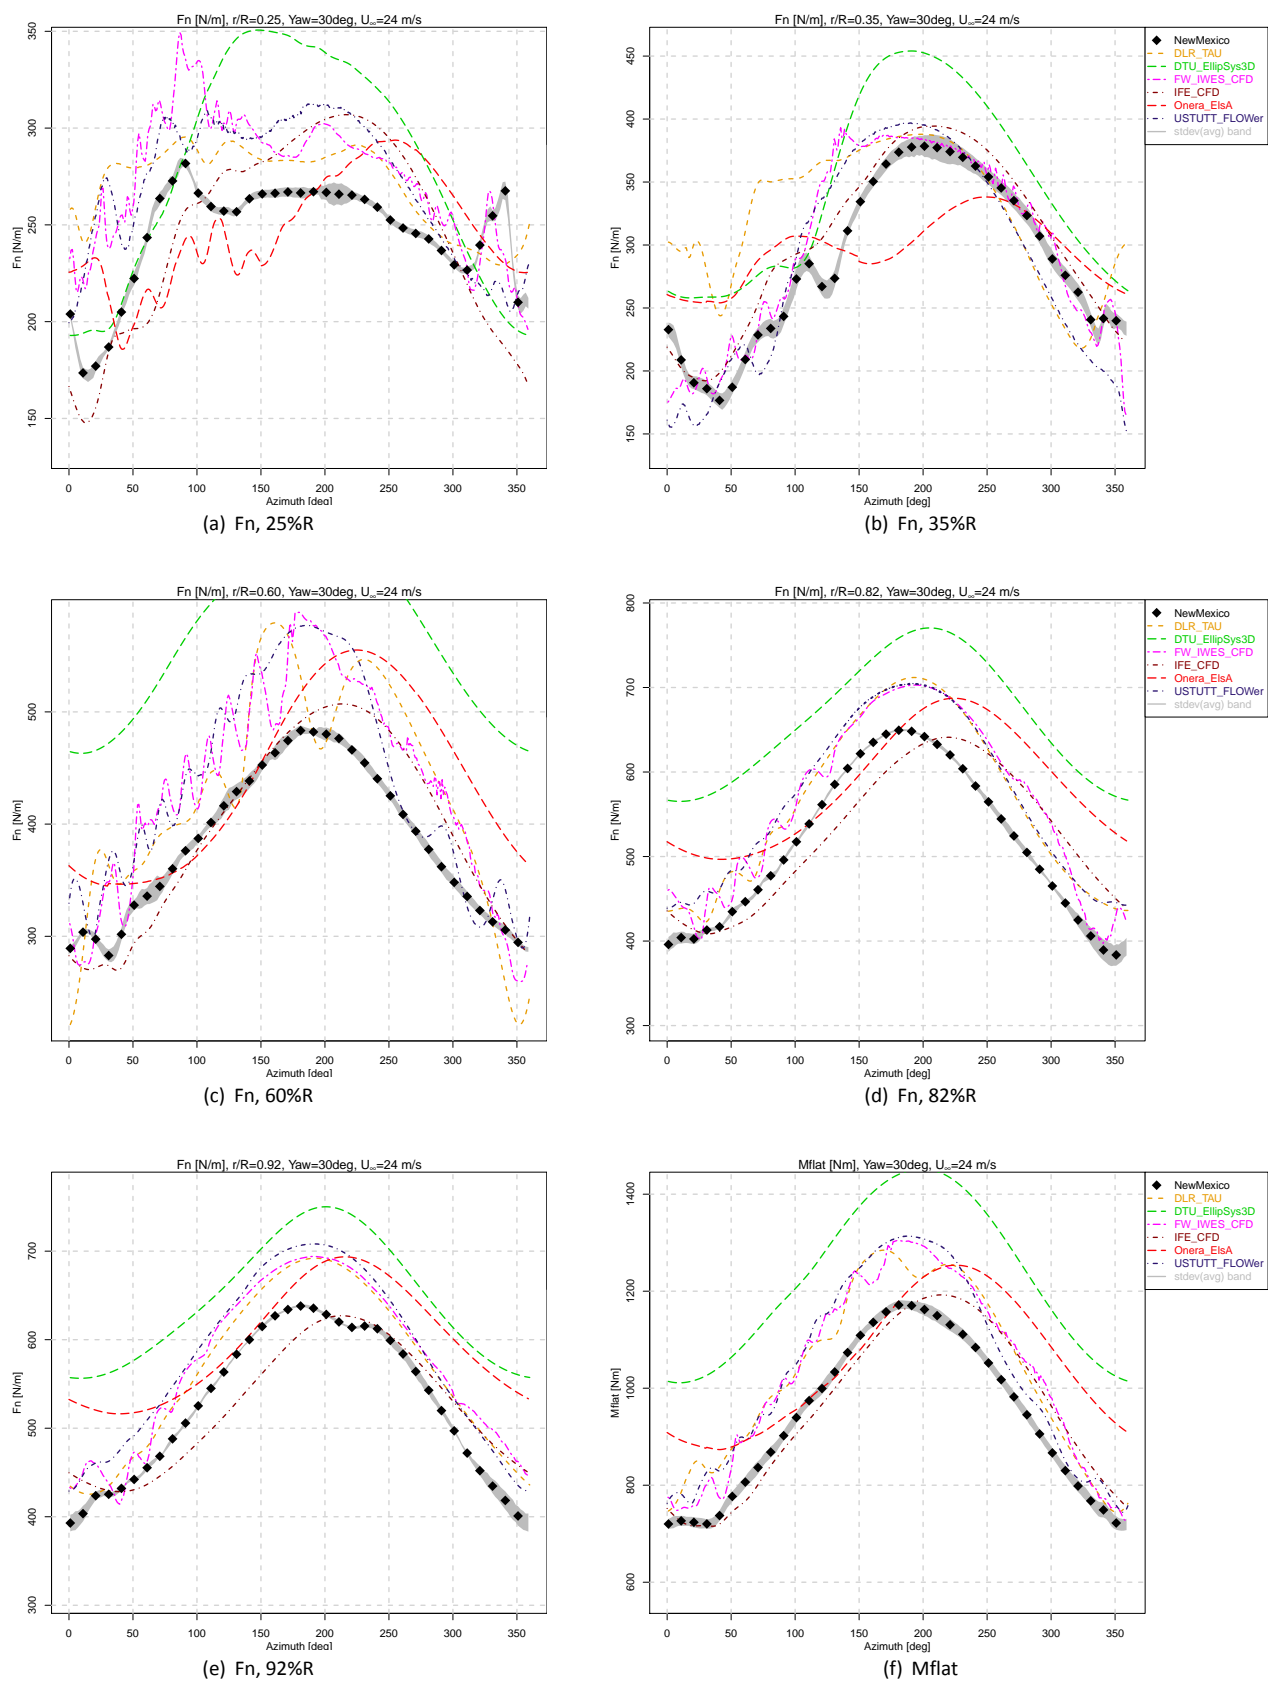 Fn [N/m], r/R=0.25, Yaw=30deg, U∞=24 m/s
Fn [N/m]
150 200 250 300 350
0 50 100 150 200 250 300 350
Azimuth [deg]
(a) Fn, 25%R
Fn [N/m], r/R=0.35, Yaw=30deg, U∞=24 m/s
Fn [N/m]
150 200 250 300 350 400 450
0 50 100 150 200 250 300 350
Azimuth [deg]
NewMexico
DLR_TAU
DTU_EllipSys3D
FW_IWES_CFD
IFE_CFD
Onera_ElsA
USTUTT_FLOWer
stdev(avg) band
(b) Fn, 35%R
Fn [N/m], r/R=0.60, Yaw=30deg, U∞=24 m/s
Fn [N/m]
300 400 500
0 50 100 150 200 250 300 350
Azimuth [deg]
(c) Fn, 60%R
Fn [N/m], r/R=0.82, Yaw=30deg, U∞=24 m/s
Fn [N/m]
300 400 500 600 700 800
0 50 100 150 200 250 300 350
Azimuth [deg]
NewMexico
DLR_TAU
DTU_EllipSys3D
FW_IWES_CFD
IFE_CFD
Onera_ElsA
USTUTT_FLOWer
stdev(avg) band
(d) Fn, 82%R
Fn [N/m], r/R=0.92, Yaw=30deg, U∞=24 m/s
Fn [N/m]
300 400 500 600 700
0 50 100 150 200 250 300 350
Azimuth [deg]
(e) Fn, 92%R
Mflat [Nm], Yaw=30deg, U∞=24 m/s
Mflat [Nm]
600 800 1000 1200 1400
0 50 100 150 200 250 300 350
Azimuth [deg]
NewMexico
DLR_TAU
DTU_EllipSys3D
FW_IWES_CFD
IFE_CFD
Onera_ElsA
USTUTT_FLOWer
stdev(avg) band
(f) Mflat